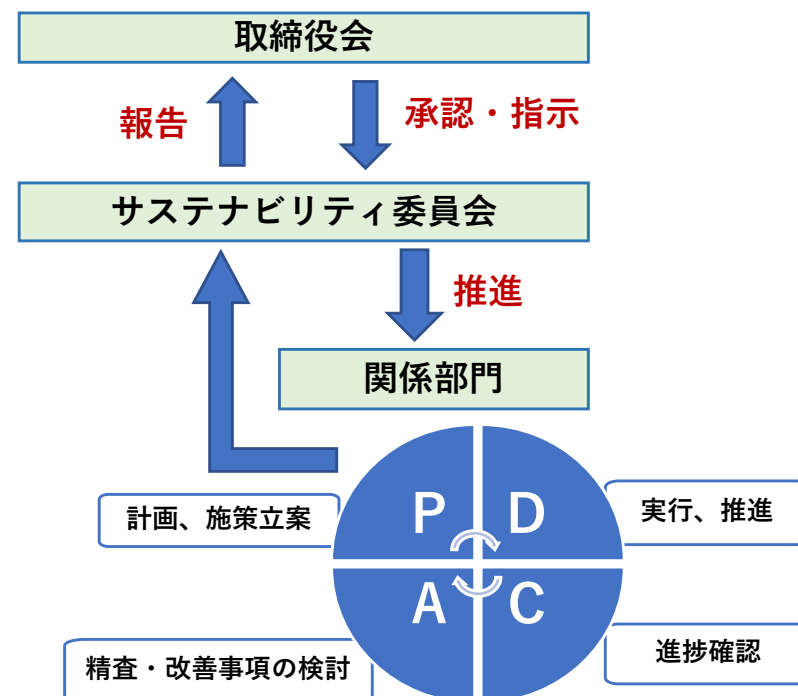 取締役会
報告
承認・指示
サステナビリティ委員会
推進
関係部門
P D
計画、施策立案
実行、推進
A C
精査・改善事項の検討
進捗確認